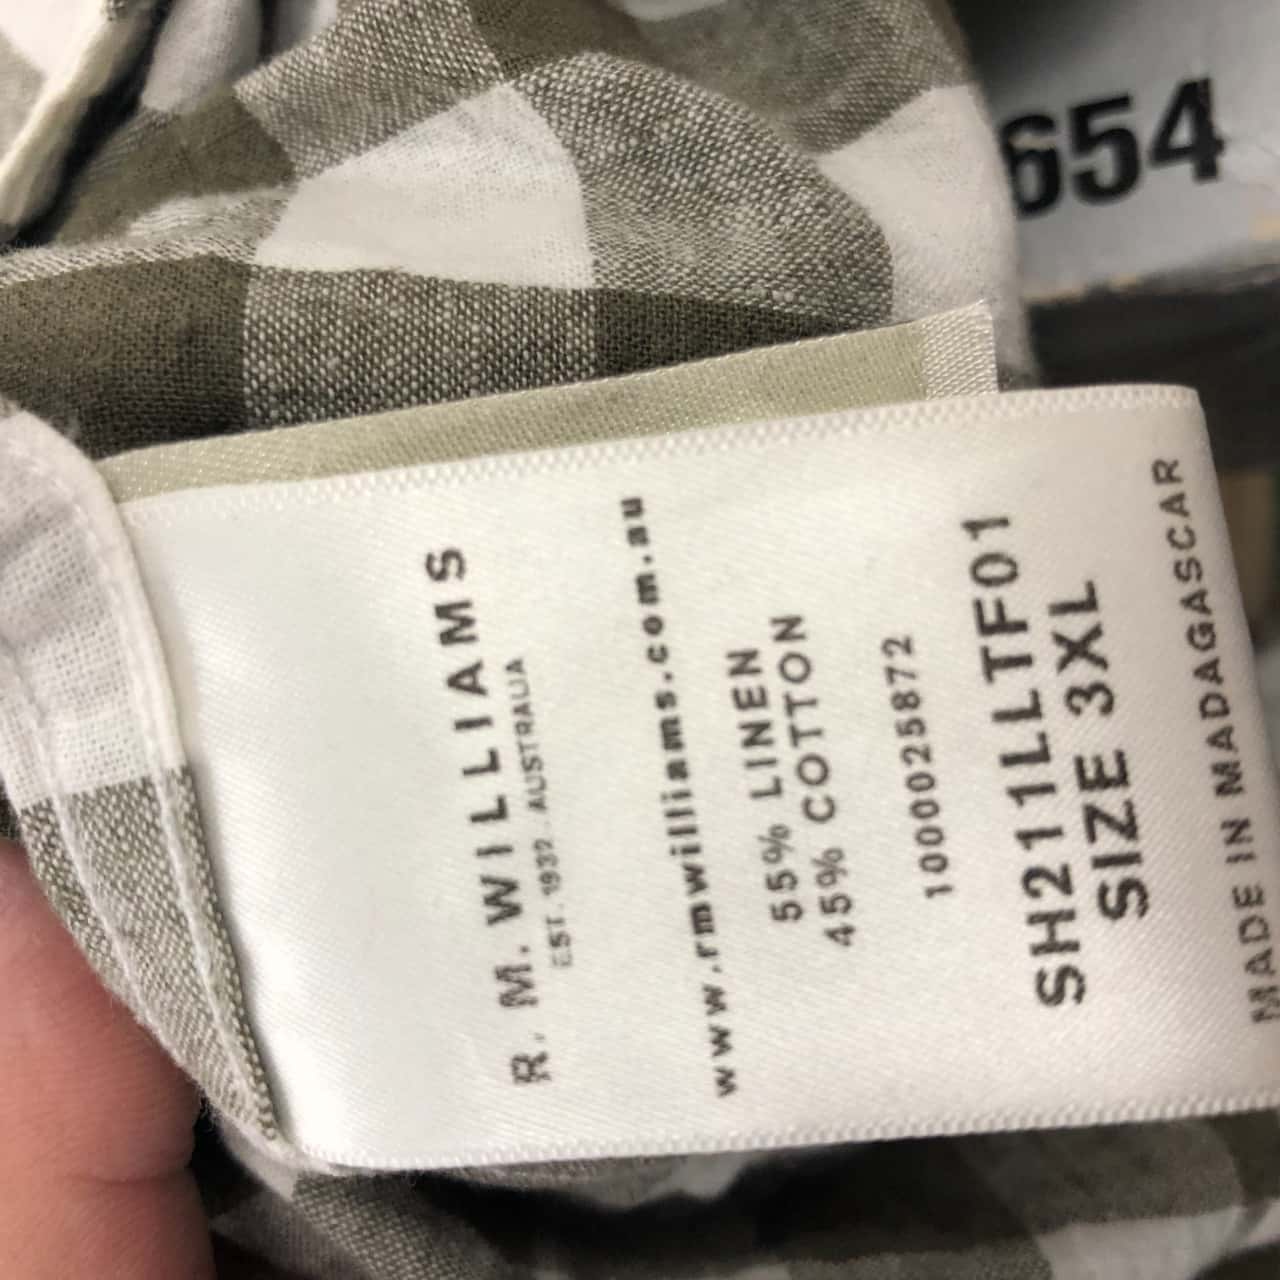 R. M. WILLIAMS
EST. 1932 AUSTRALIA
www.rmwilliams.com.au
55% LINEN
45% COTTON
1000025872
SH211LLTF01
SIZE 3XL
MADE IN MADAGASCAR
654